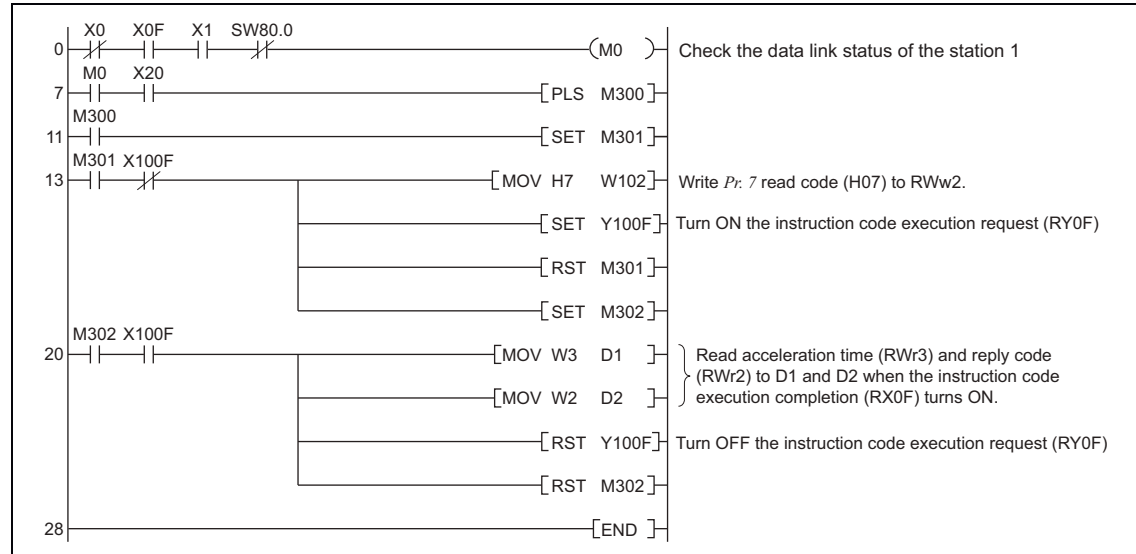 X0 X0F X1 SW80.0
0 M0 Check the data link status of the station 1
M0 X20
7 PLS M300
M300
11 SET M301
M301 X100F
13 MOV H7 W102 Write Pr. 7 read code (H07) to RWw2.
SET Y100F Turn ON the instruction code execution request (RY0F)
RST M301
SET M302
M302 X100F
20 MOV W3 D1 Read acceleration time (RWr3) and reply code
(RWr2) to D1 and D2 when the instruction code
MOV W2 D2 execution completion (RX0F) turns ON.
RST Y100F Turn OFF the instruction code execution request (RY0F)
RST M302
28 END